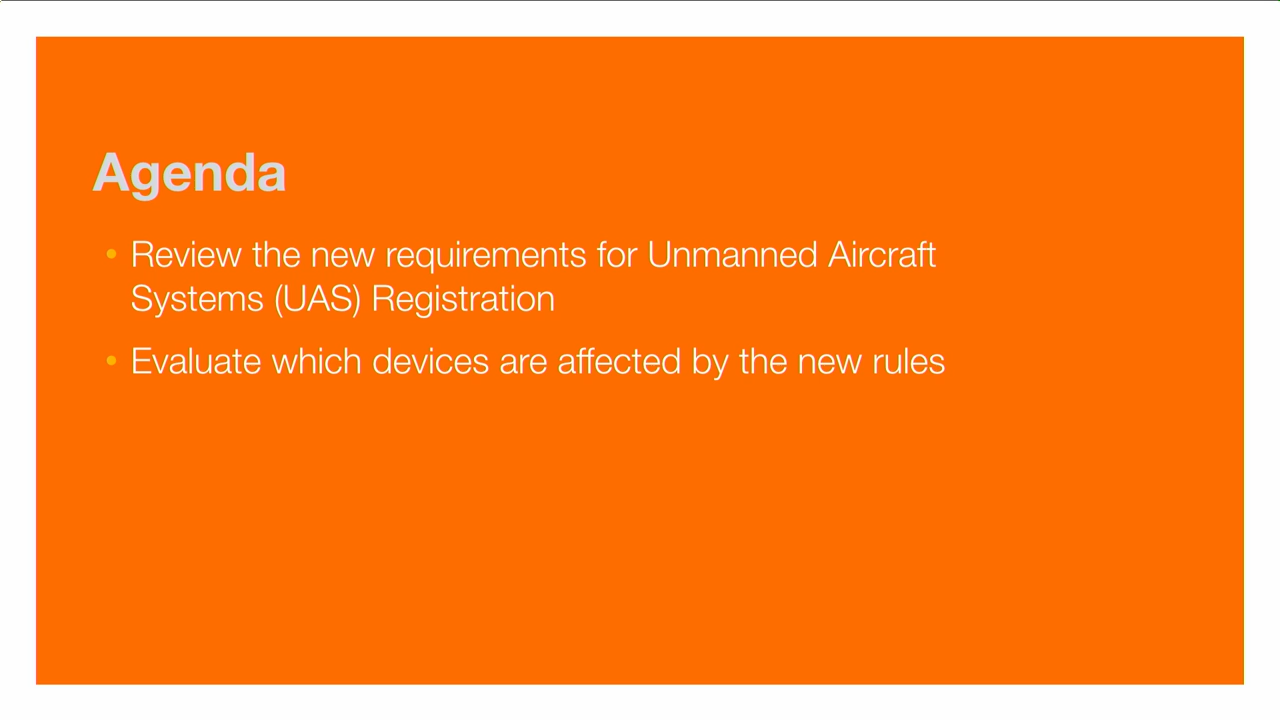 Agenda
• Review the new requirements for Unmanned Aircraft
Systems (UAS) Registration
• Evaluate which devices are affected by the new rules